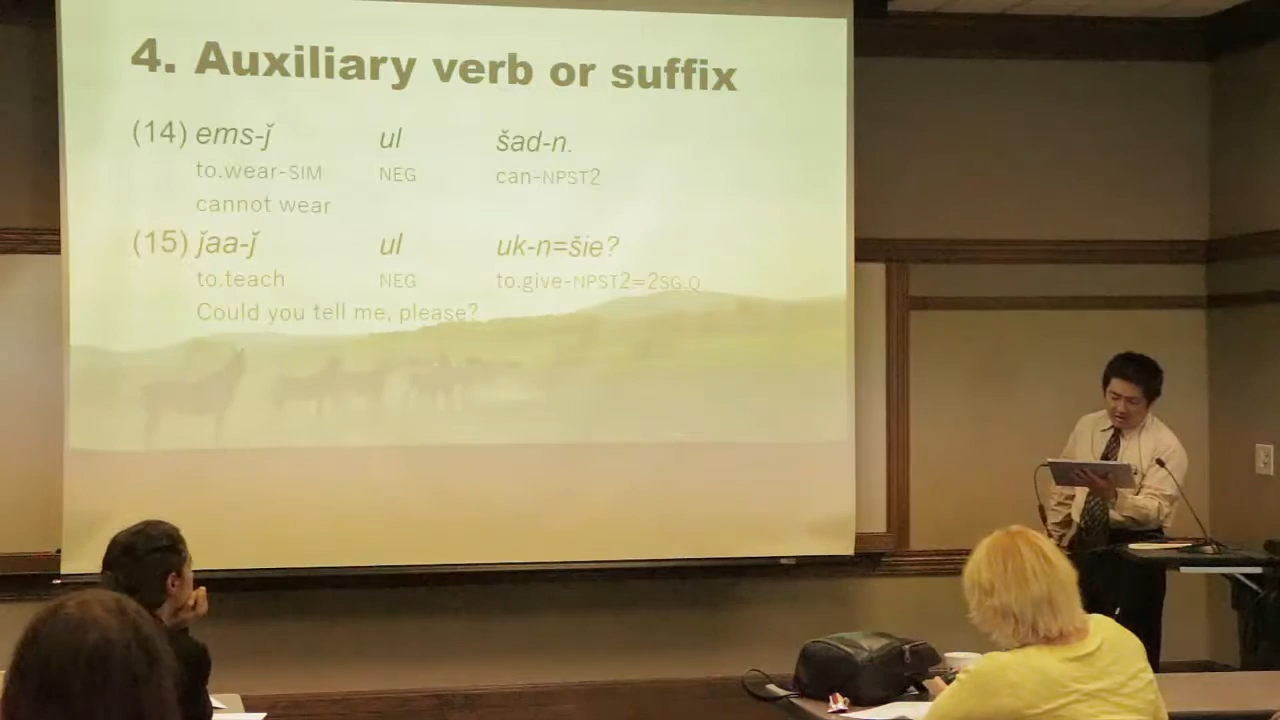 4. Auxiliary verb or suffix
(14) ems-ǰ ul šad-n.
to.wear-SIM NEG can-NPST2
cannot wear
(15) ǰaa-ǰ ul uk-n=šie?
to.teach NEG to.give-NPST2=2SG.Q
Could you tell me, please?